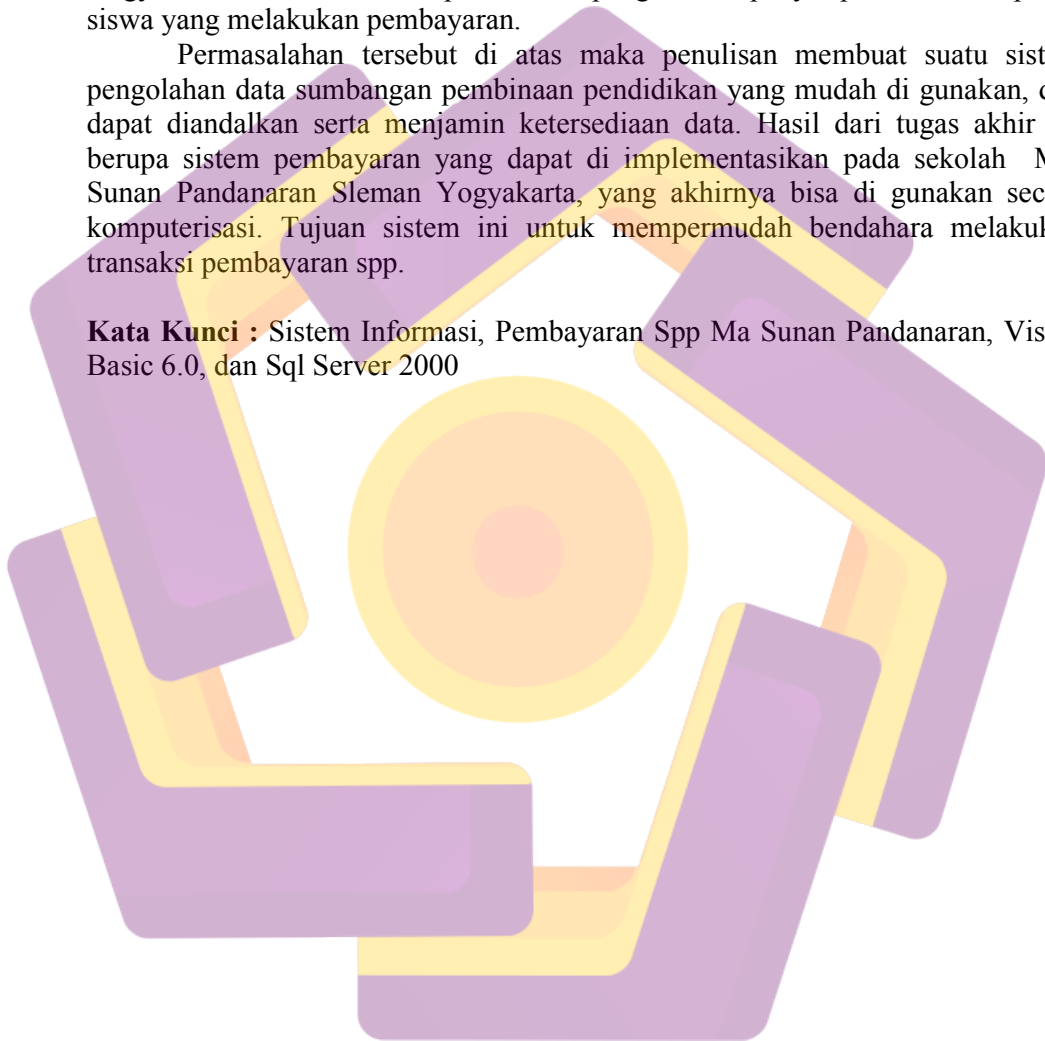 siswa yang melakukan pembayaran.
Permasalahan tersebut di atas maka penulisan membuat suatu sist
pengolahan data sumbangan pembinaan pendidikan yang mudah di gunakan, d
dapat diandalkan serta menjamin ketersediaan data. Hasil dari tugas akhir
berupa sistem pembayaran yang dapat di implementasikan pada sekolah M
Sunan Pandanaran Sleman Yogyakarta, yang akhirnya bisa di gunakan sec
komputerisasi. Tujuan sistem ini untuk mempermudah bendahara melakuk
transaksi pembayaran spp.
Kata Kunci : Sistem Informasi, Pembayaran Spp Ma Sunan Pandanaran, Vis
Basic 6.0, dan Sql Server 2000